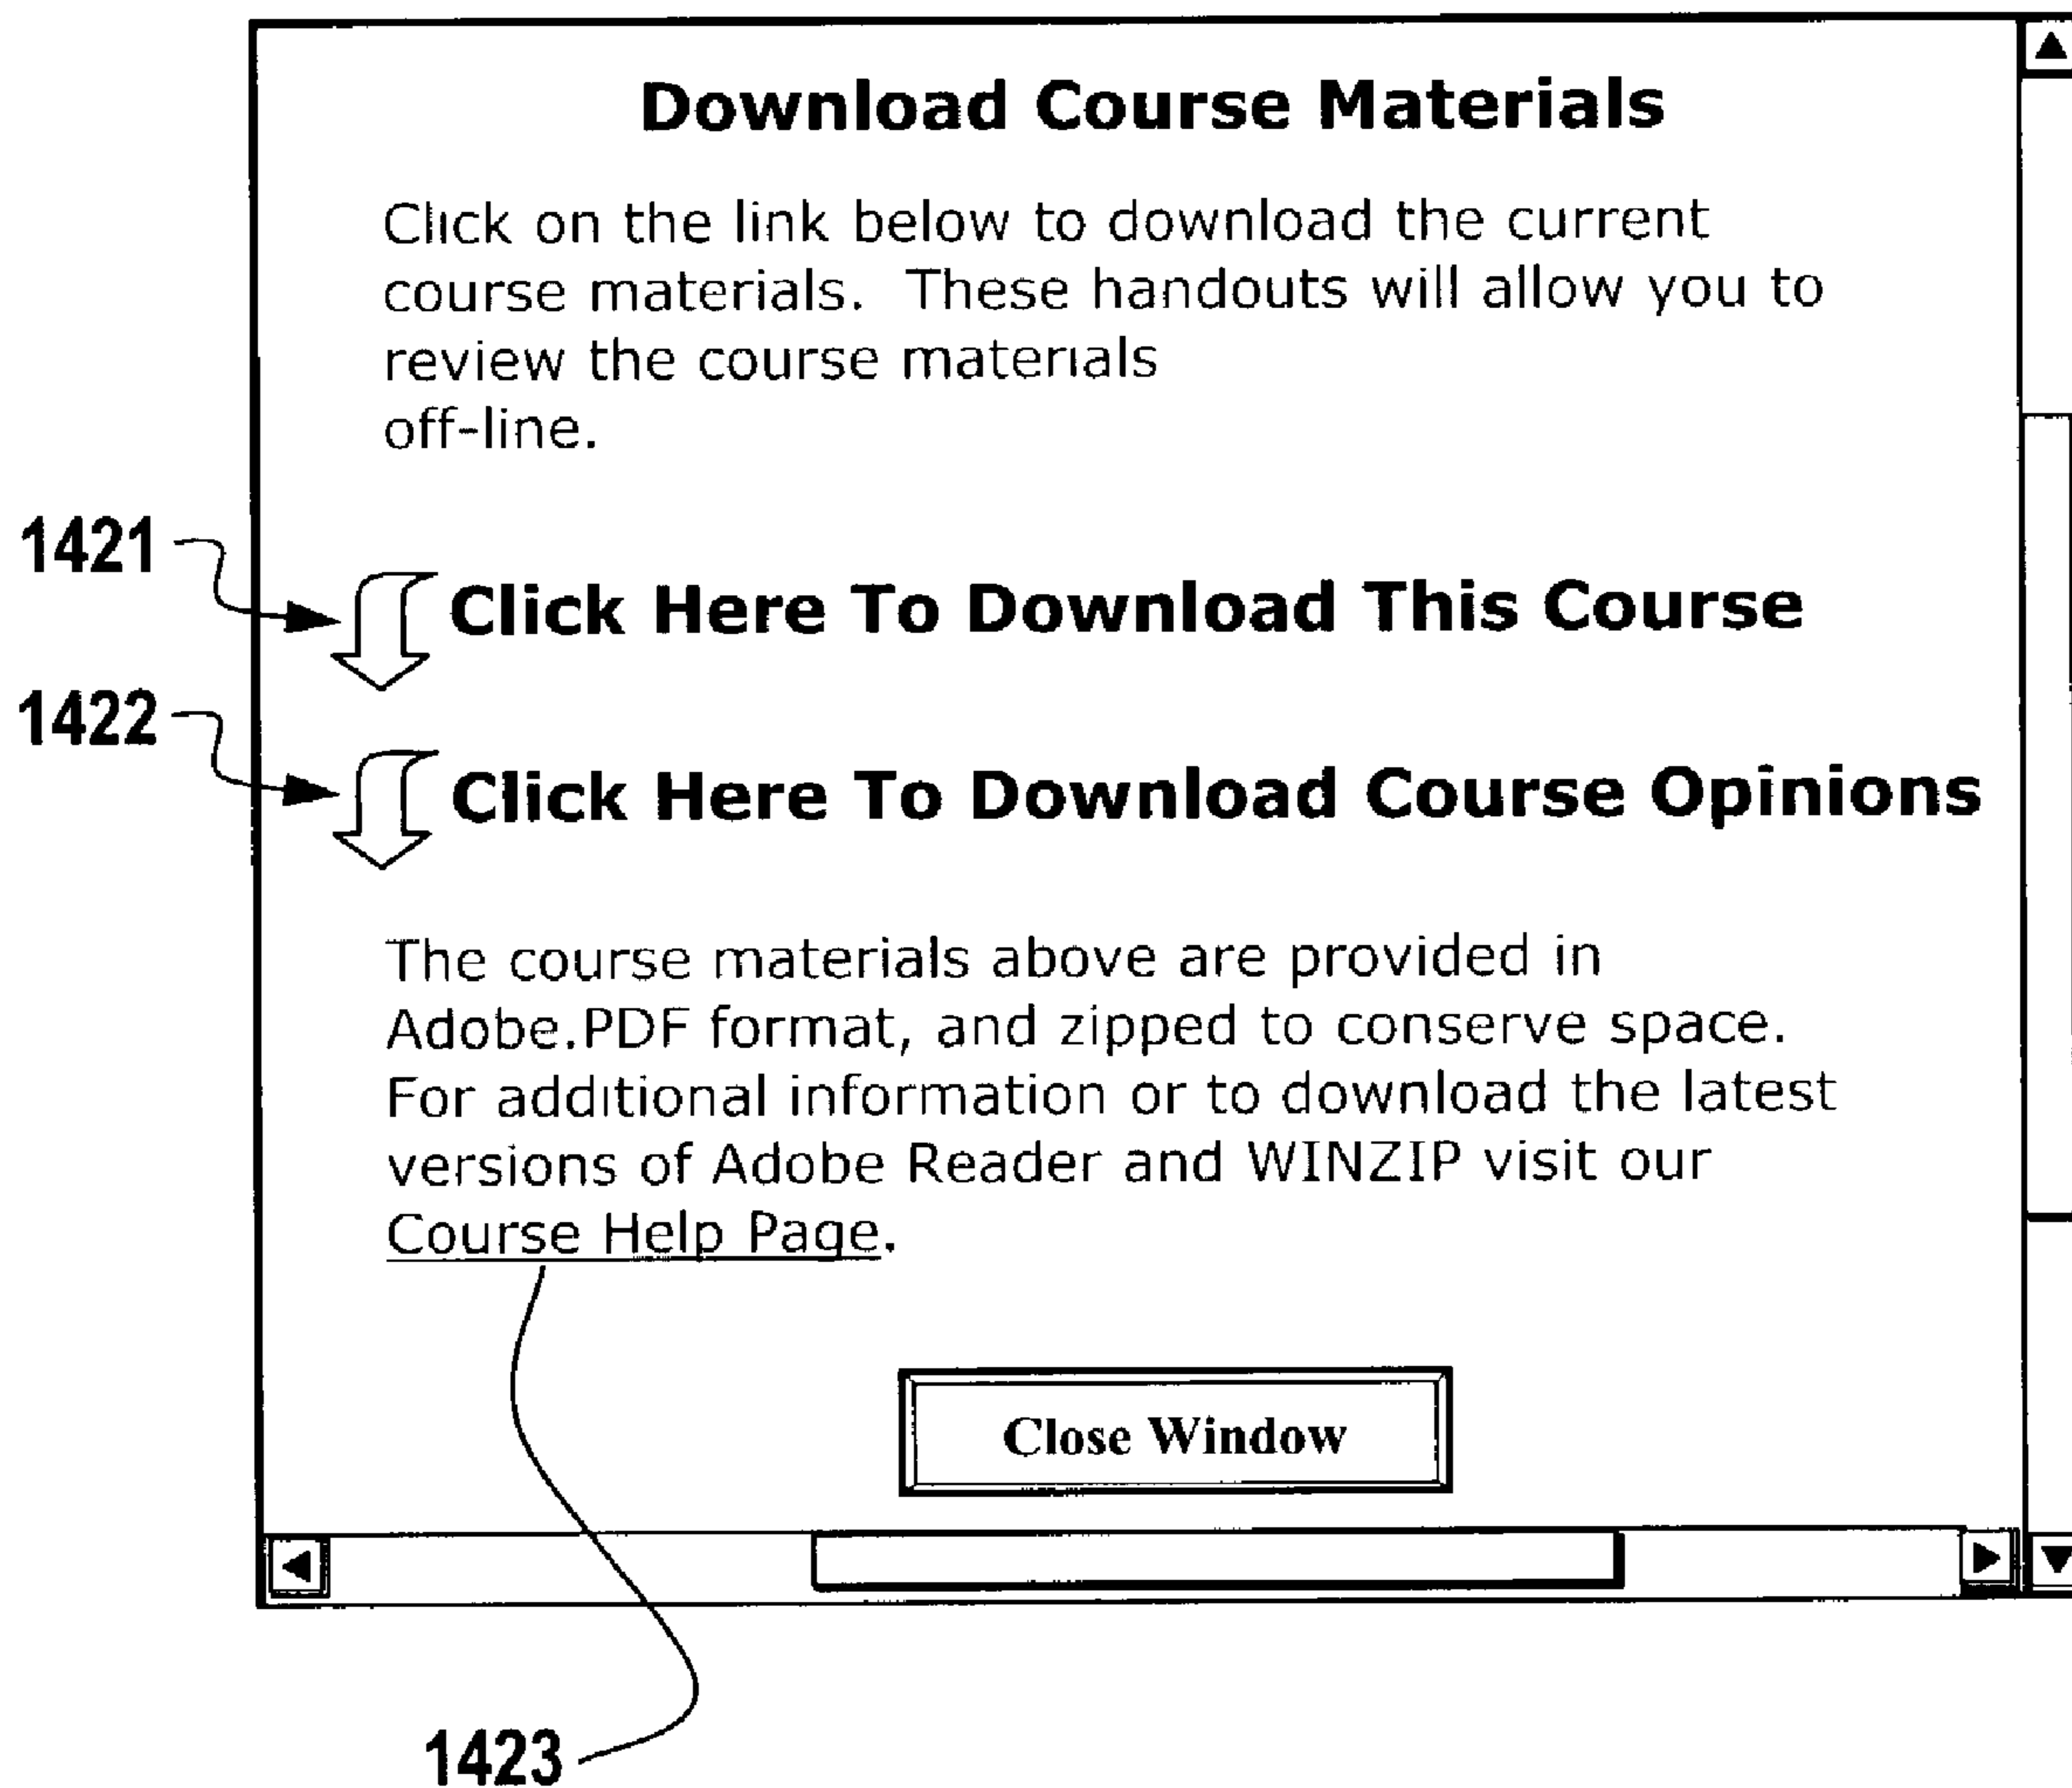 Download Course Materials
Click on the link below to download the current
course materials. These handouts will allow you to
review the course materials
off-line.
1421
Click Here To Download This Course
1422
Click Here To Download Course Opinions
The course materials above are provided in
Adobe.PDF format, and zipped to conserve space.
For additional information or to download the latest
versions of Adobe Reader and WINZIP visit our
Course Help Page.
Close Window
1423